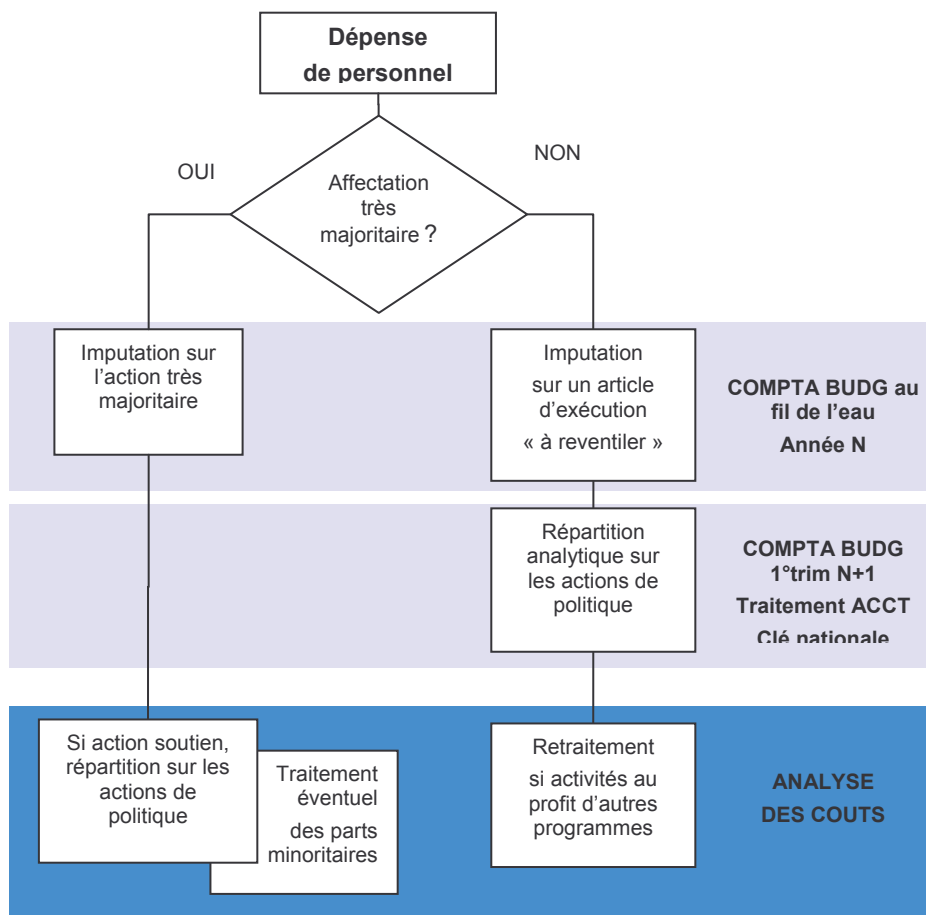 Dépense
de personnel
OUI
NON
Affectation
très
majoritaire ?
Imputation sur
l’action très
majoritaire
Imputation
sur un article
d’exécution
« à reventiler »
COMPTA BUDG au
fil de l’eau
Année N
Répartition
analytique sur
les actions de
politique
COMPTA BUDG
1°trim N+1
Traitement ACCT
Clé nationale
Si action soutien,
répartition sur les
actions de
politique
Traitement
éventuel
des parts
minoritaires
Retraitement
si activités au
profit d’autres
programmes
ANALYSE
DES COUTS